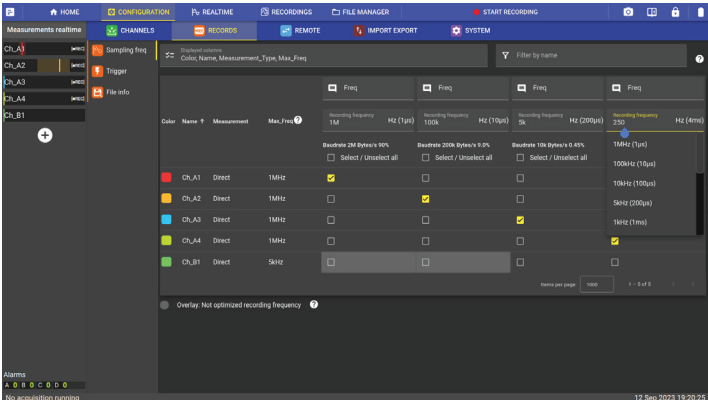 HOME
CONFIGURATION
REALTIME
RECORDINGS
FILE MANAGER
START RECORDING
Measurements realtime
CHANNELS
RECORDS
REMOTE
IMPORT EXPORT
SYSTEM
Ch_A1
Ch_A2
Ch_A3
Ch_A4
Ch_B1
Sampling freq
Trigger
File info
Displayed columns
Color, Name, Measurement_Type, Max_Freq
Filter by name
Freq Freq Freq Freq
Color Name ↑ Measurement Max_Freq
Recording frequency
1M Hz (1µs)
Recording frequency
100k Hz (10µs)
Recording frequency
5k Hz (200µs)
Recording frequency
250 Hz (4ms)
Baudrate 2M Bytes/s 90% Baudrate 200k Bytes/s 9.0% Baudrate 10k Bytes/s 0.45%
Select / Unselect all Select / Unselect all Select / Unselect all
1MHz (1µs)
100kHz (10µs)
10kHz (100µs)
5kHz (200µs)
1kHz (1ms)
Ch_A1 Direct 1MHz
Ch_A2 Direct 1MHz
Ch_A3 Direct 1MHz
Ch_A4 Direct 1MHz
Ch_B1 Direct 5kHz
Items per page 1000 1 – 5 of 5
Overlay: Not optimized recording frequency ?
Alarms
A 0 B 0 C 0 D 0
No acquisition running
12 Sep 2023 19:20:25